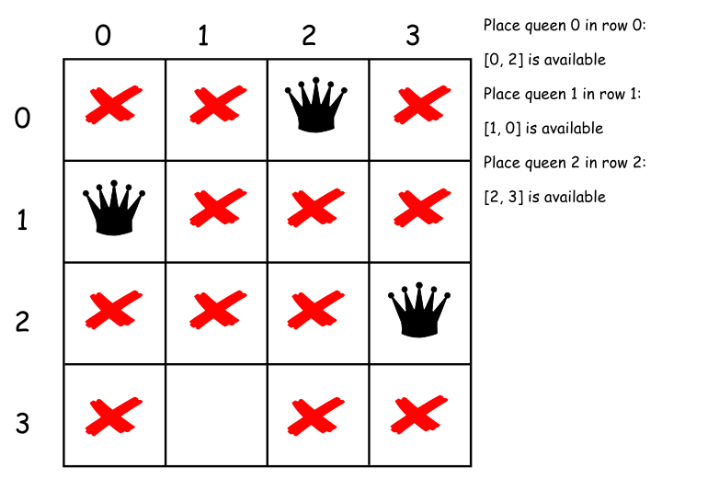 0 1 2 3
Place queen 0 in row 0:
[0, 2] is available
0
Place queen 1 in row 1:
[1, 0] is available
Place queen 2 in row 2:
[2, 3] is available
1
2
3